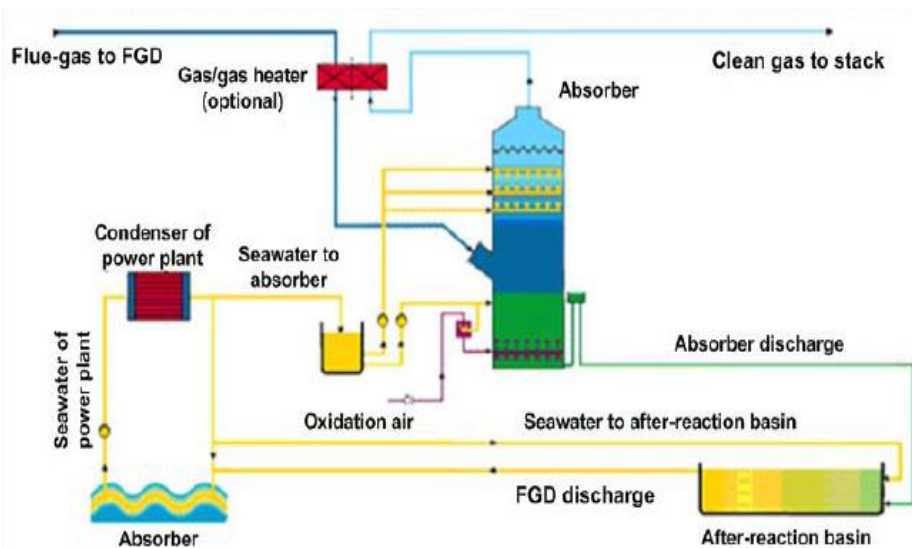 Flue-gas to FGD
Clean gas to stack
Gas/gas heater
(optional)
Absorber
Condenser of
power plant
Seawater to
absorber
Seawater of
power plant
Absorber discharge
Oxidation air
Seawater to after-reaction basin
FGD discharge
Absorber
After-reaction basin